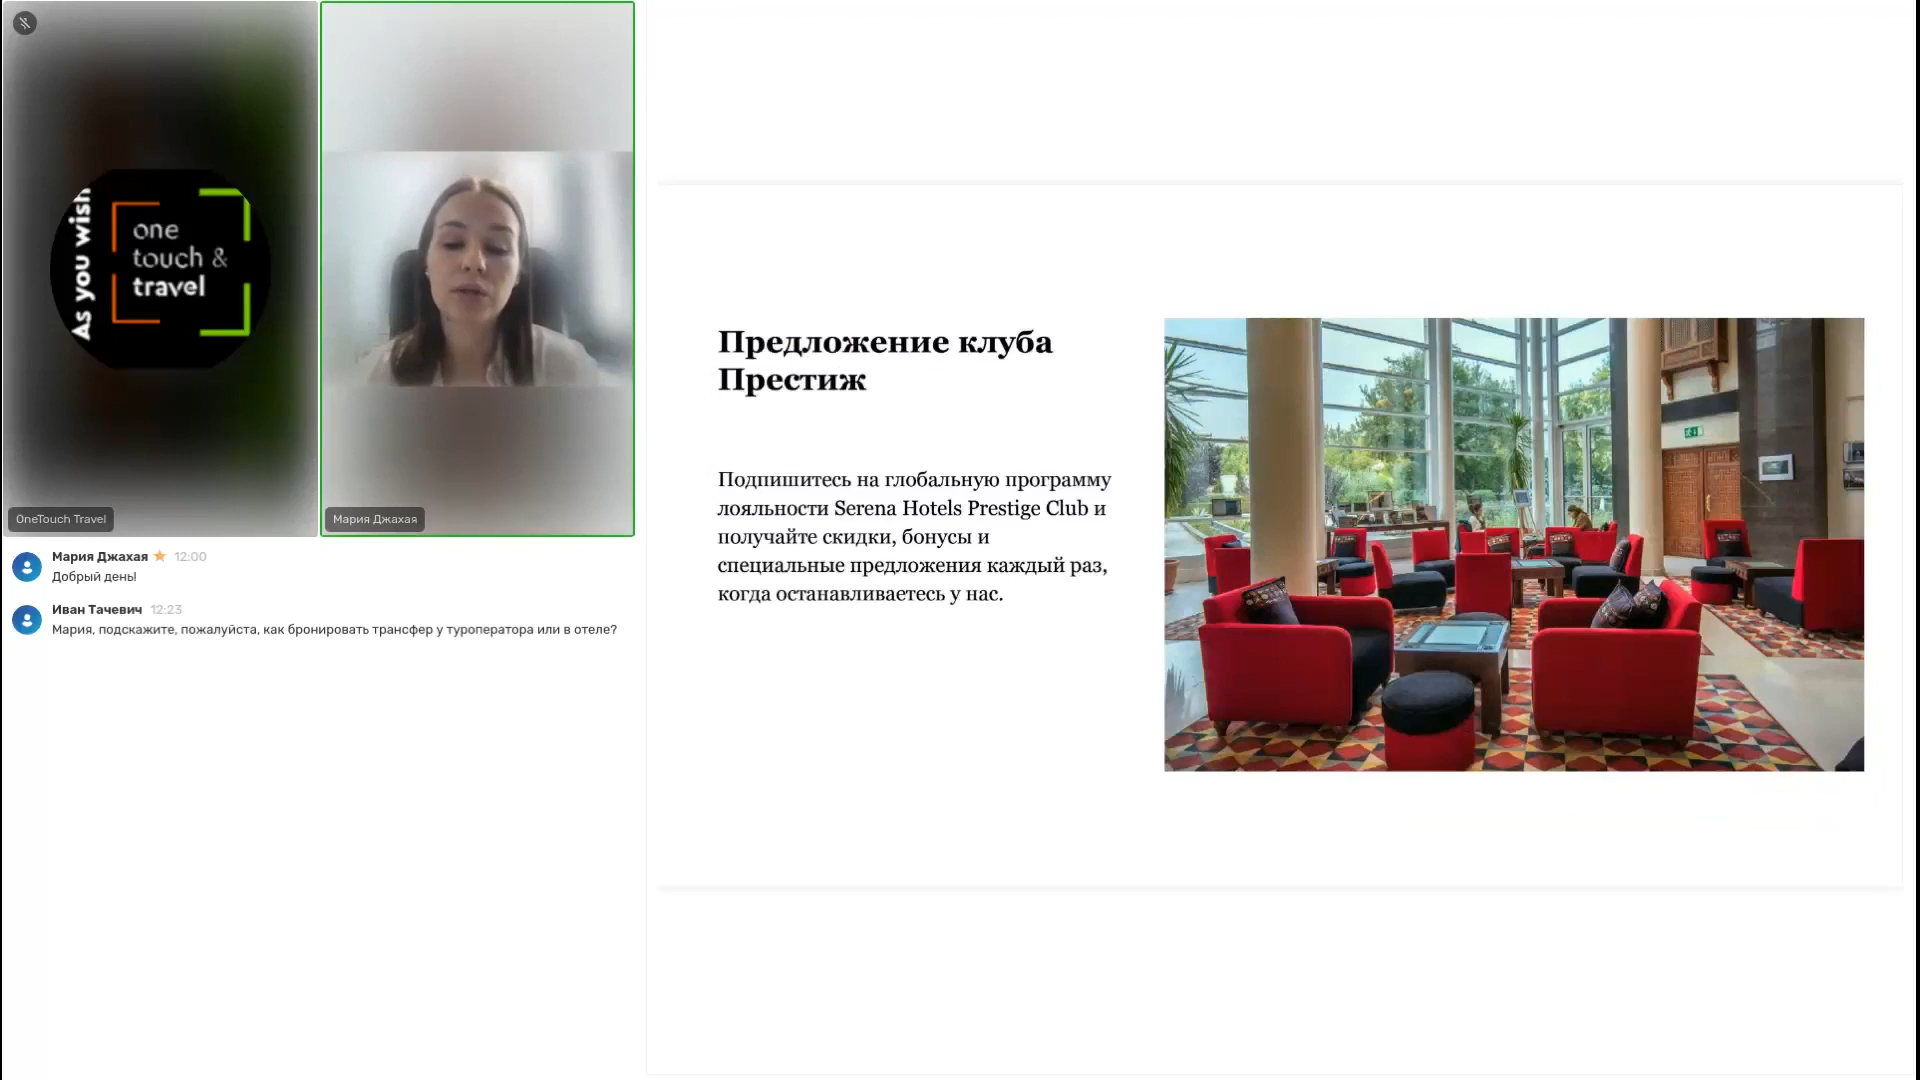 As you wish
one
touch &
travel
OneTouch Travel
Мария Джахая
Мария Джахая 12:00
Добрый день!
Иван Тачевич 12:23
Мария, подскажите, пожалуйста, как бронировать трансфер у туроператора или в отеле?
Предложение клуба
Престиж
Подпишитесь на глобальную программу
лояльности Serena Hotels Prestige Club и
получайте скидки, бонусы и
специальные предложения каждый раз,
когда останавливаетесь у нас.